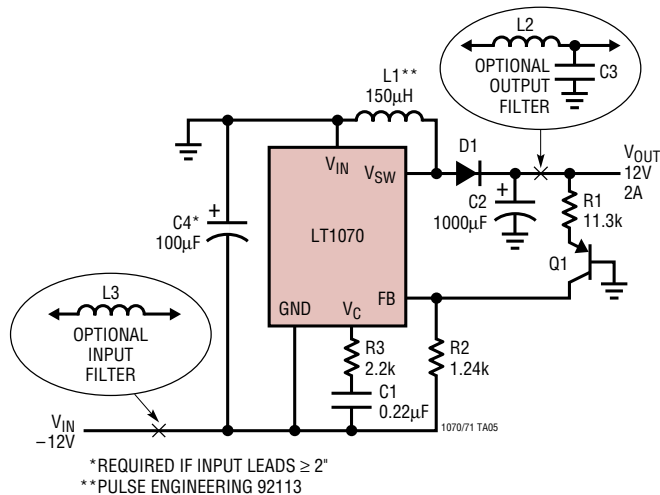 L2
OPTIONAL
OUTPUT
FILTER
C3
L1**
150µH
D1
VOUT
12V
2A
VIN
VSW
C2
1000µF
+
R1
11.3k
C4*
100µF
+
LT1070
Q1
L3
OPTIONAL
INPUT
FILTER
GND
VC
FB
R3
2.2k
R2
1.24k
C1
0.22µF
VIN
–12V
1070/71 TA05
*REQUIRED IF INPUT LEADS ≥ 2"
**PULSE ENGINEERING 92113